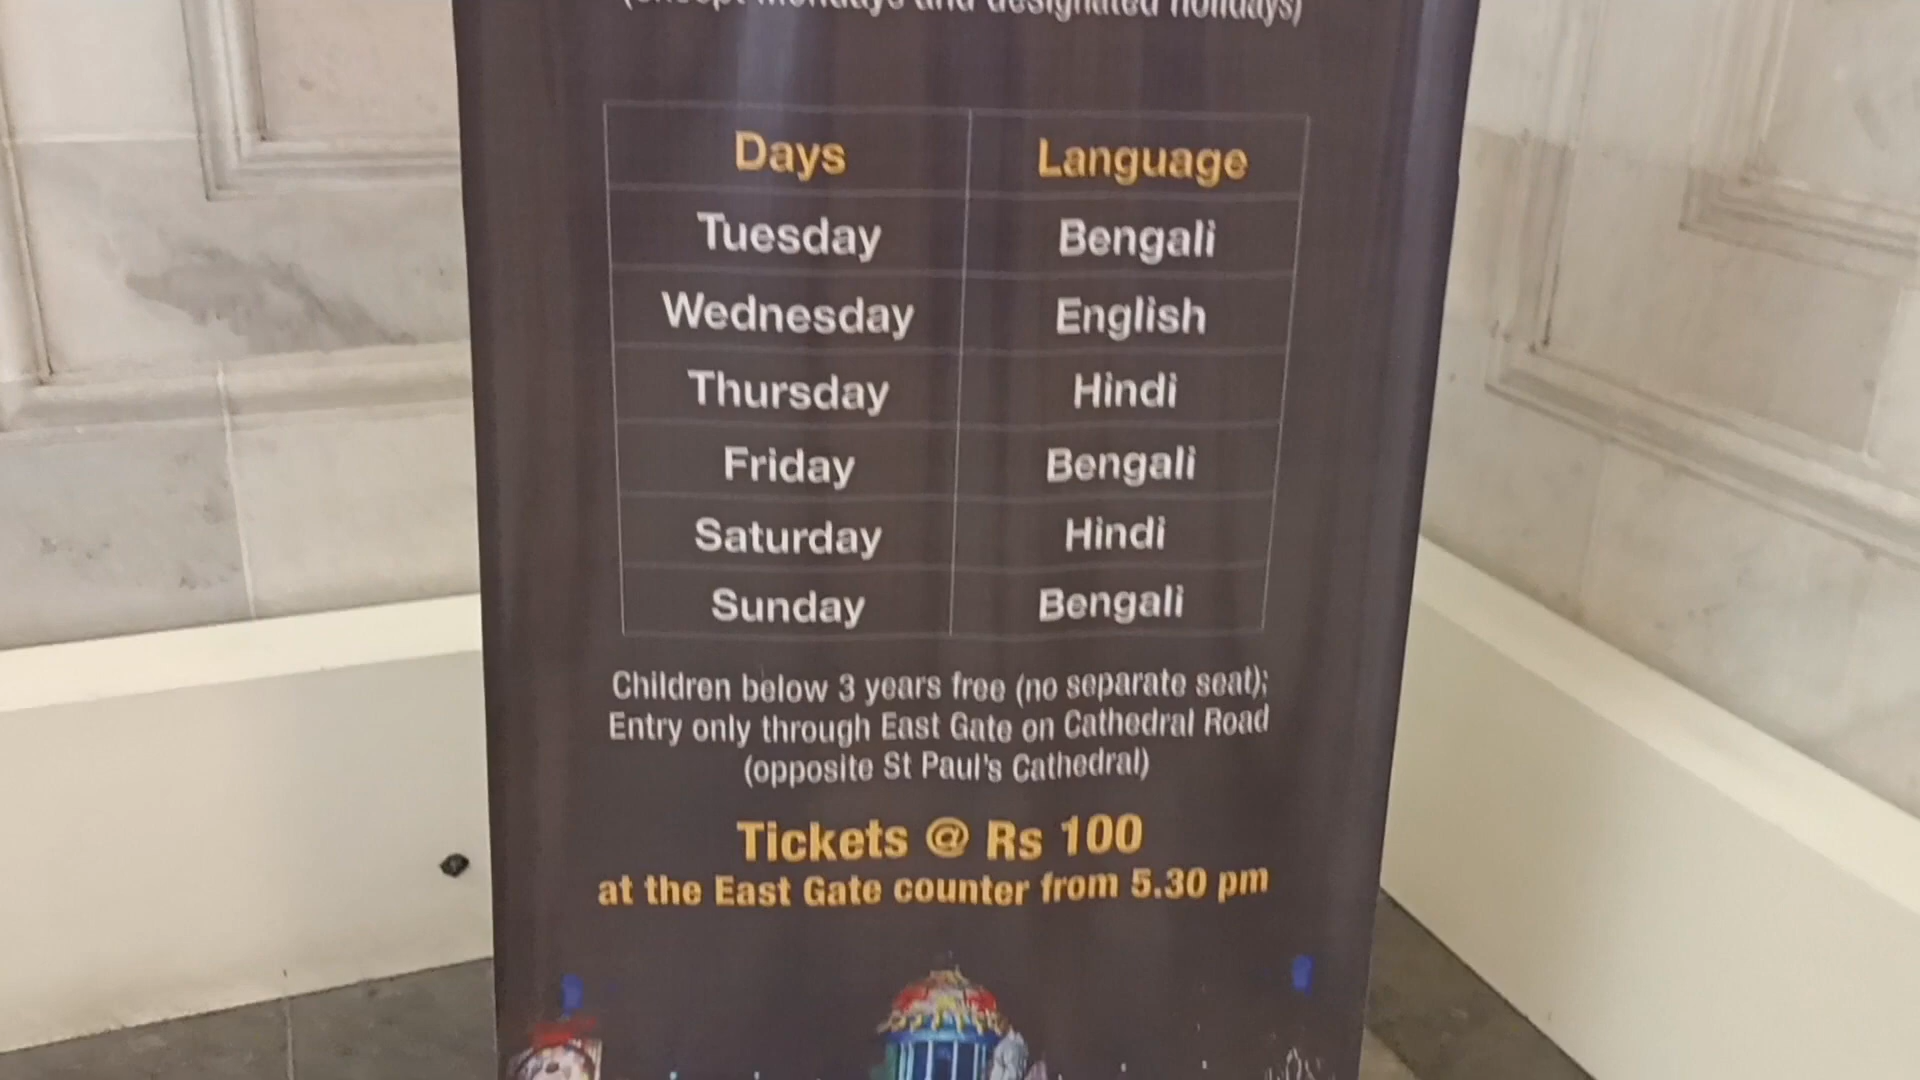 (except Mondays and designated holidays)
Days Language
Tuesday Bengali
Wednesday English
Thursday Hindi
Friday Bengali
Saturday Hindi
Sunday Bengali
Children below 3 years free (no separate seat);
Entry only through East Gate on Cathedral Road
(opposite St Paul's Cathedral)
Tickets @ Rs 100
at the East Gate counter from 5.30 pm